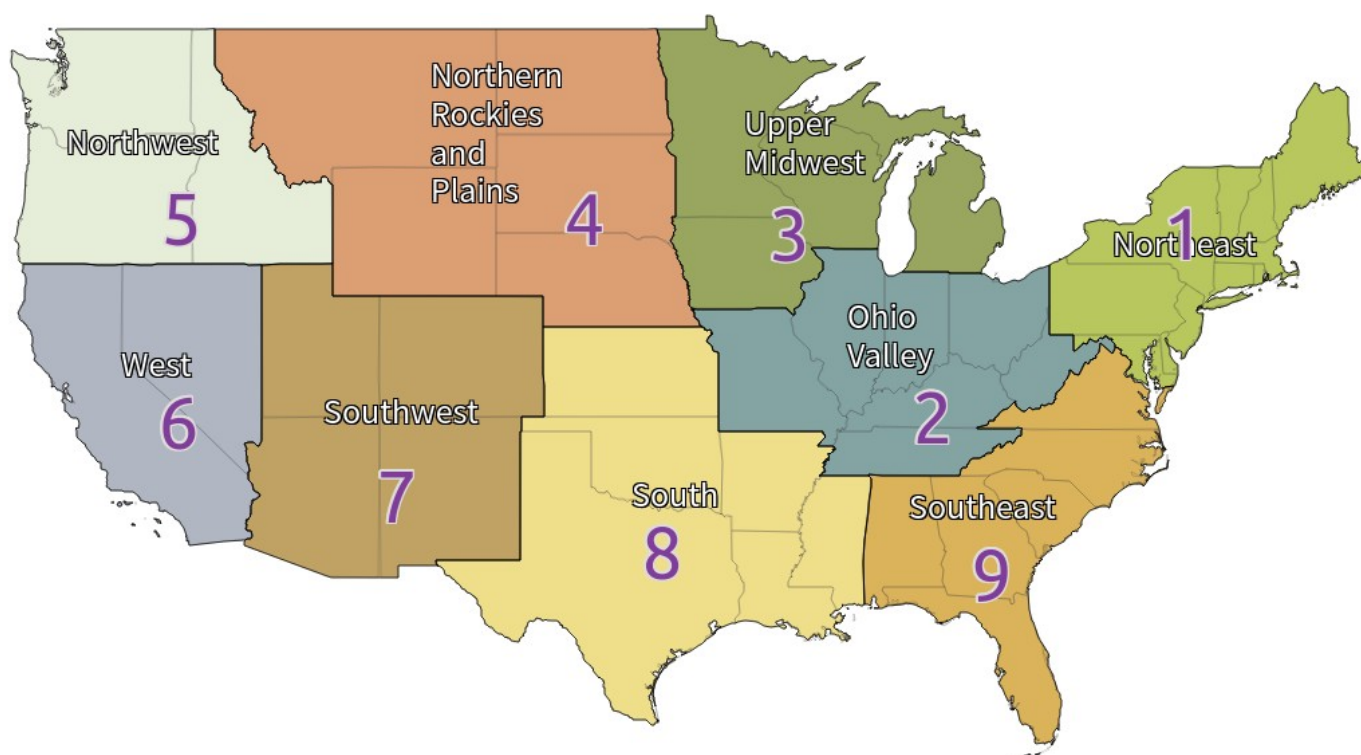 Northern
Rockies
and
Plains
4
Upper
Midwest
3
Northwest
5
Northeast
1
Ohio
Valley
2
West
6
Southwest
7
South
8
Southeast
9